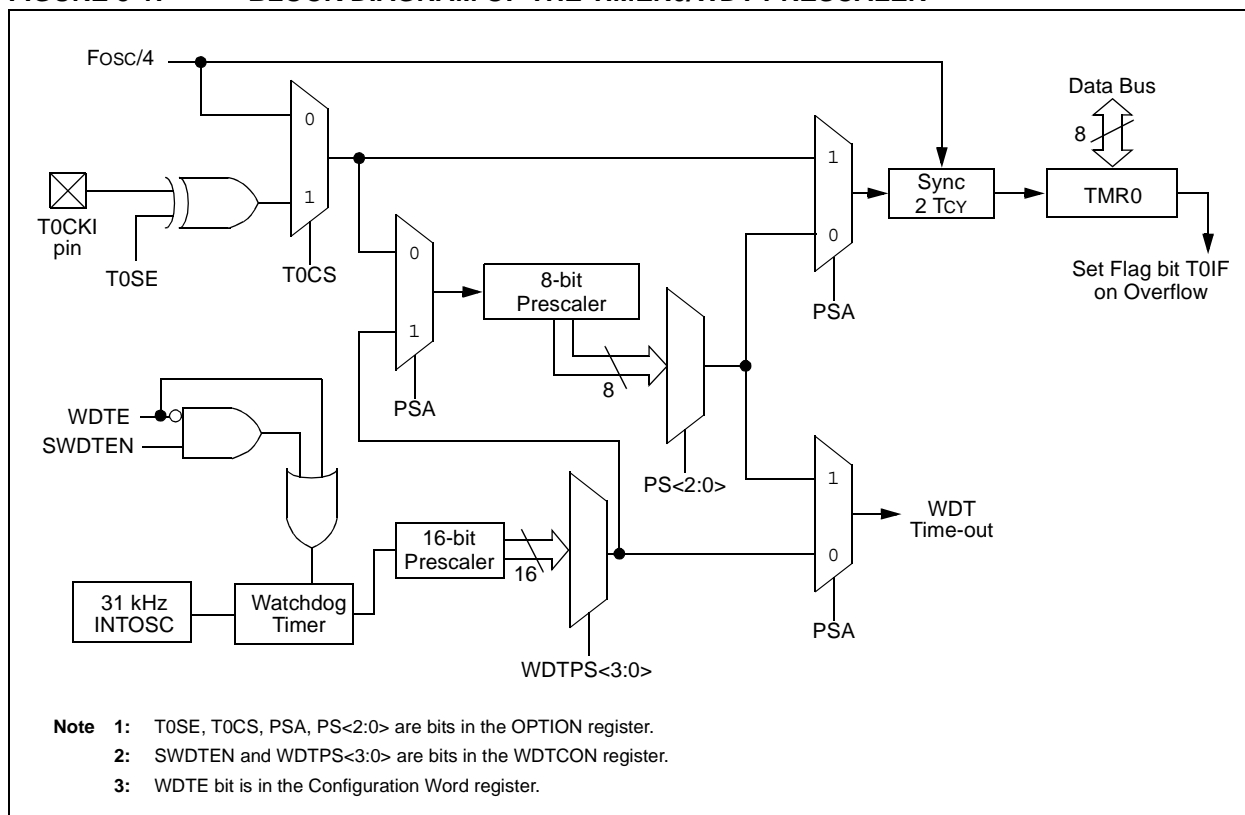 FOSC/4
Data Bus
8
0
1
T0CKI
pin
T0SE
T0CS
0
1
PSA
8-bit
Prescaler
8
PS<2:0>
1
0
PSA
Sync
2 TCY
TMR0
Set Flag bit T0IF
on Overflow
WDTE
SWDTEN
31 kHz
INTOSC
Watchdog
Timer
16-bit
Prescaler
16
WDTPS<3:0>
1
0
PSA
WDT
Time-out
Note 1: T0SE, T0CS, PSA, PS<2:0> are bits in the OPTION register.
2: SWDTEN and WDTPS<3:0> are bits in the WDTCON register.
3: WDTE bit is in the Configuration Word register.